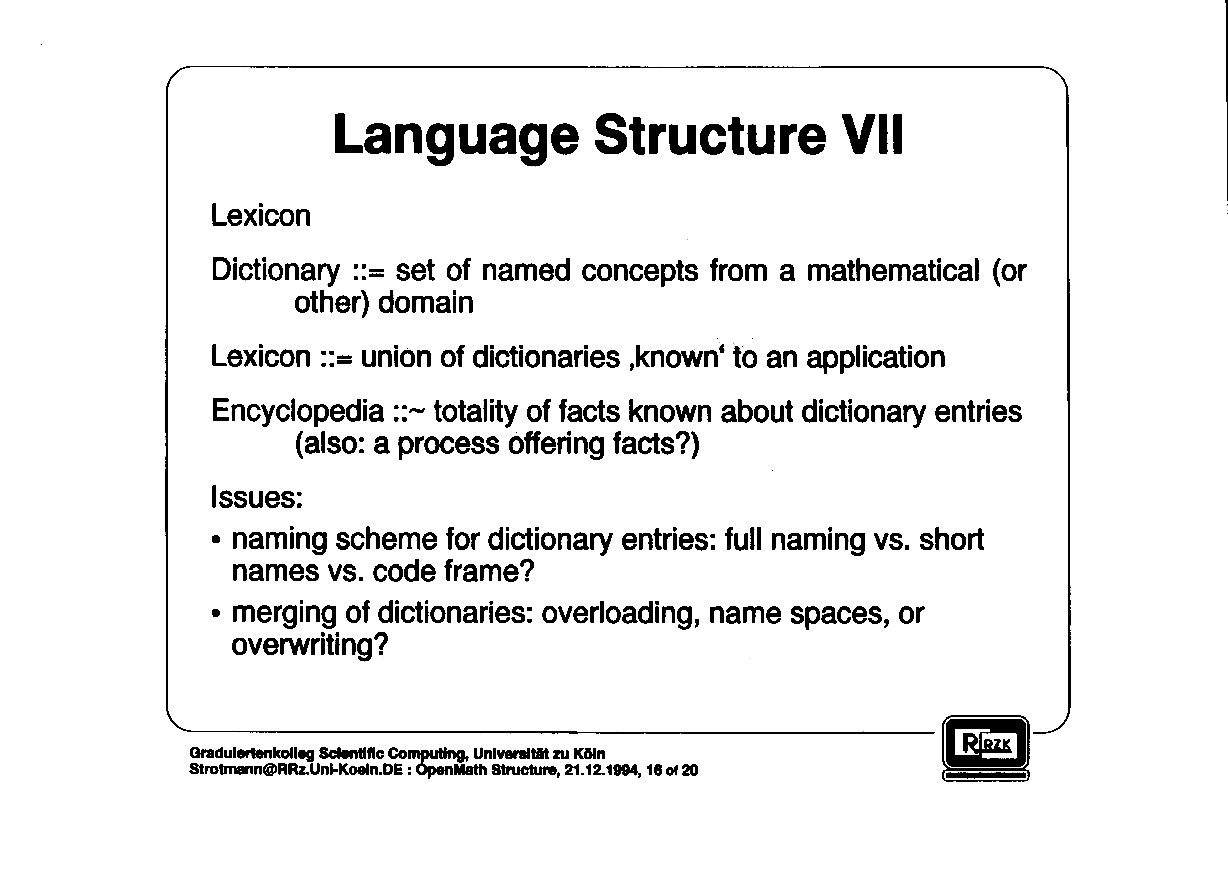 Language Structure VII
Lexicon
Dictionary ::= set of named concepts from a mathematical (or
other) domain
Lexicon ::= union of dictionaries ‚known‘ to an application
Encyclopedia ::~ totality of facts known about dictionary entries
(also: a process offering facts?)
Issues:
• naming scheme for dictionary entries: full naming vs. short
names vs. code frame?
• merging of dictionaries: overloading, name spaces, or
overwriting?
RRZK
Graduiertenkolleg Scientific Computing, Universität zu Köln
Strotmann@RRz.Uni-Koeln.DE : OpenMath Structure, 21.12.1994, 16 of 20